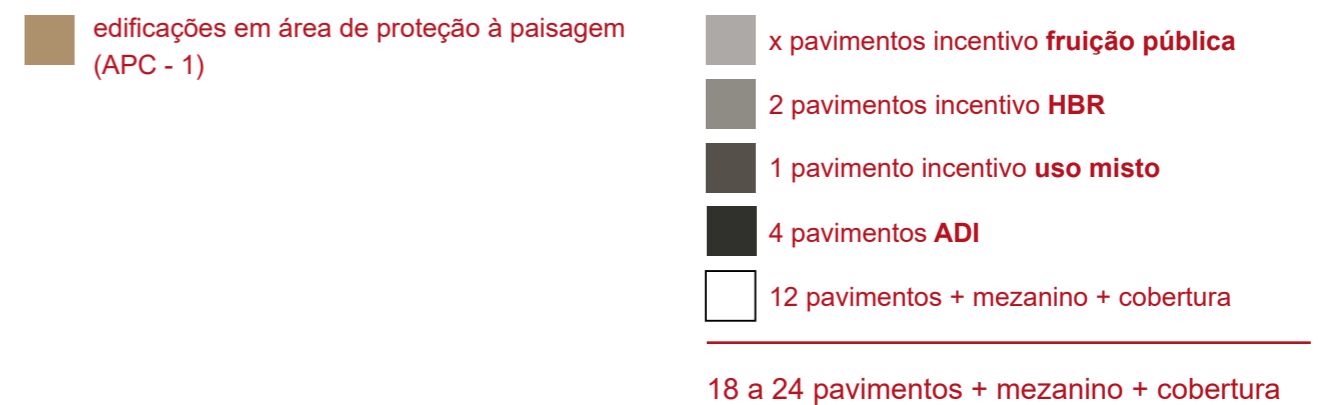 edificações em área de proteção à paisagem
(APC - 1)
x pavimentos incentivo fruição pública
2 pavimentos incentivo HBR
1 pavimento incentivo uso misto
4 pavimentos ADI
12 pavimentos + mezanino + cobertura
18 a 24 pavimentos + mezanino + cobertura